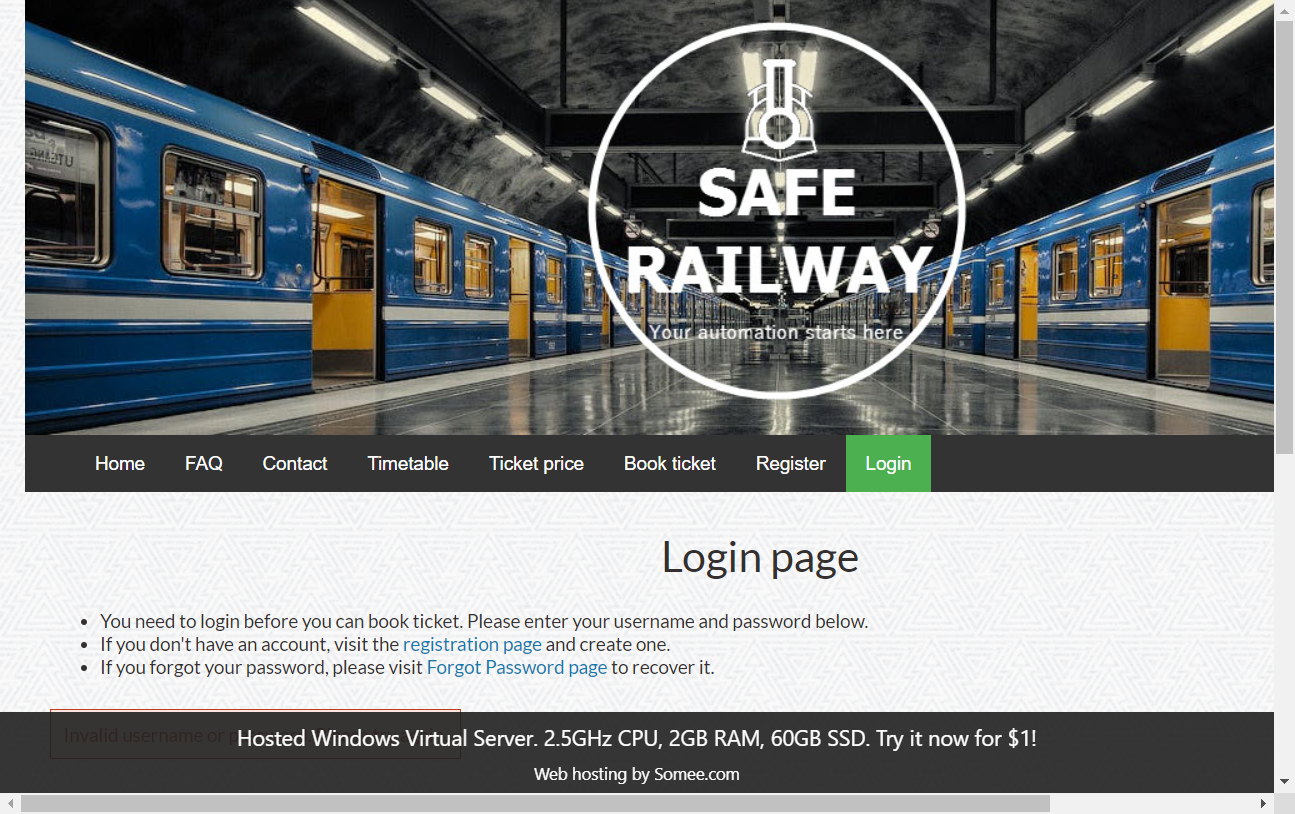 SAFE
RAILWAY
Your automation starts here
Home FAQ Contact Timetable Ticket price Book ticket Register Login
Login page
• You need to login before you can book ticket. Please enter your username and password below.
• If you don't have an account, visit the registration page and create one.
• If you forgot your password, please visit Forgot Password page to recover it.
Invalid username or
Hosted Windows Virtual Server. 2.5GHz CPU, 2GB RAM, 60GB SSD. Try it now for $1!
Web hosting by Somee.com